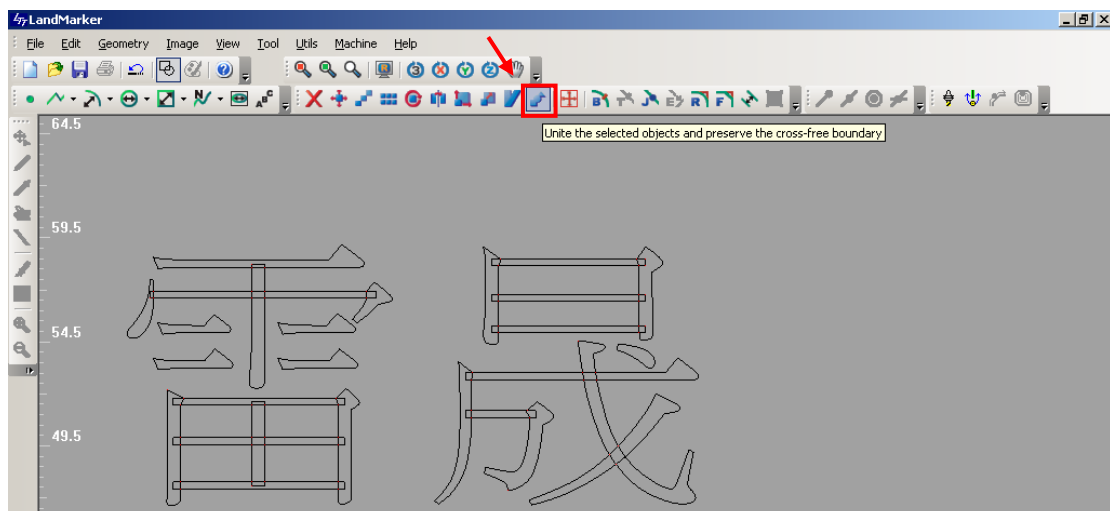 LandMarker
File Edit Geometry Image View Tool Utils Machine Help
Unite the selected objects and preserve the cross-free boundary
64.5
59.5
54.5
49.5
雷晟